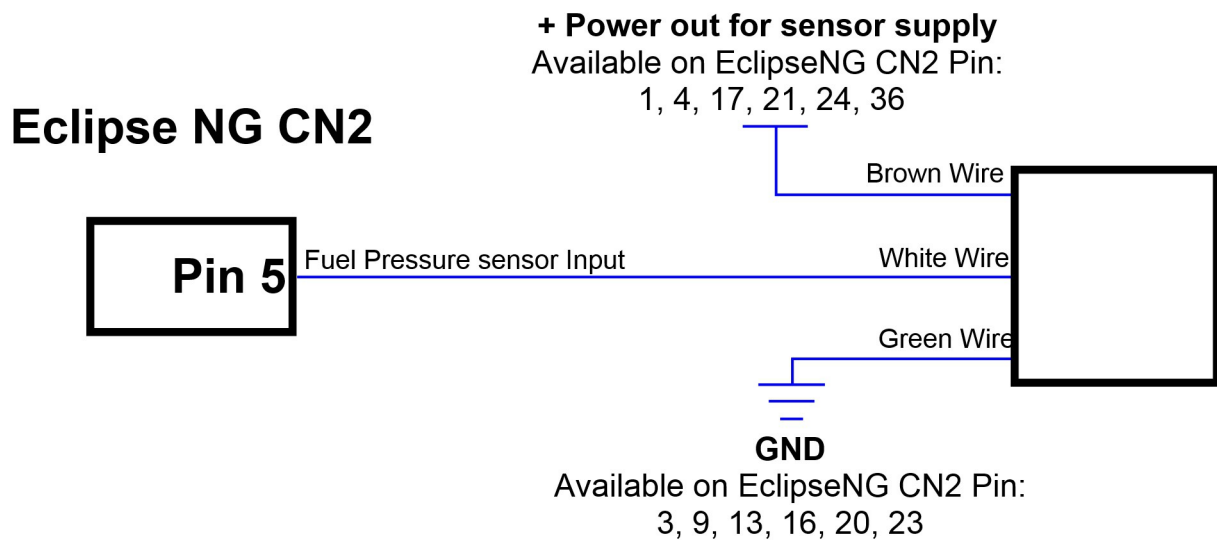 + Power out for sensor supply
Available on EclipseNG CN2 Pin:
1, 4, 17, 21, 24, 36
Eclipse NG CN2
Brown Wire
Pin 5
Fuel Pressure sensor Input
White Wire
Green Wire
GND
Available on EclipseNG CN2 Pin:
3, 9, 13, 16, 20, 23